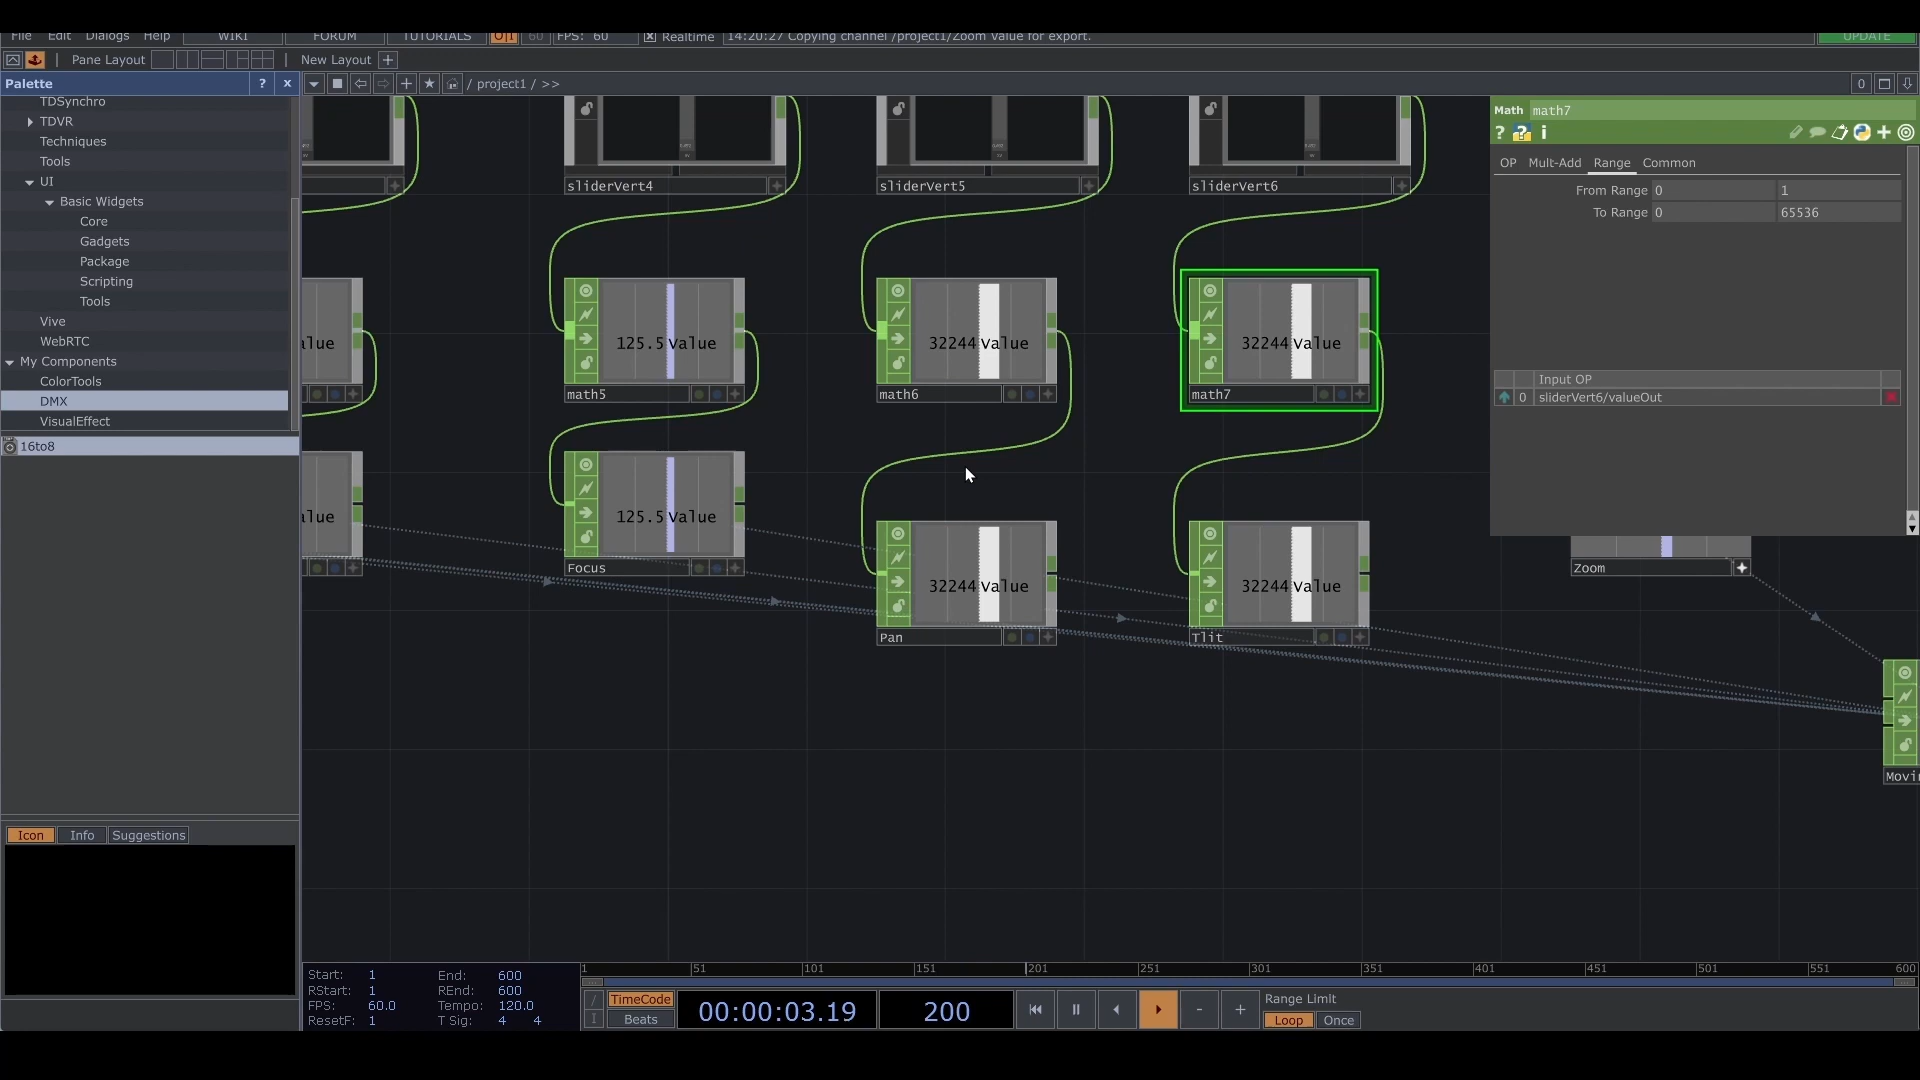 File Edit Dialogs Help WIKI FORUM TUTORIALS O|I 60 FPS: 60 Realtime 14:20:27 Copying channel /project1/Zoom Value for export. UPDATE
Pane Layout New Layout +
Palette ? x / project1 / >> 0
TDSynchro
TDVR
Techniques
Tools
UI
Basic Widgets
Core
Gadgets
Package
Scripting
Tools
Vive
WebRTC
My Components
ColorTools
DMX
VisualEffect
16to8
Icon Info Suggestions
sliderVert4 sliderVert5 sliderVert6
125.5 Value 32244 Value 32244 Value
math5 math6 math7
125.5 Value
Focus
32244 Value 32244 Value
Pan Tlit
Zoom
Movin
Math math7
? ? i
OP Mult-Add Range Common
From Range 0 1
To Range 0 65536
Input OP
0 sliderVert6/valueOut
Start: 1 End: 600
RStart: 1 REnd: 600
FPS: 60.0 Tempo: 120.0
ResetF: 1 T Sig: 4 4
1 51 101 151 201 251 301 351 401 451 501 551 600
TimeCode
Beats
00:00:03.19 200
- +
Range Limit
Loop Once